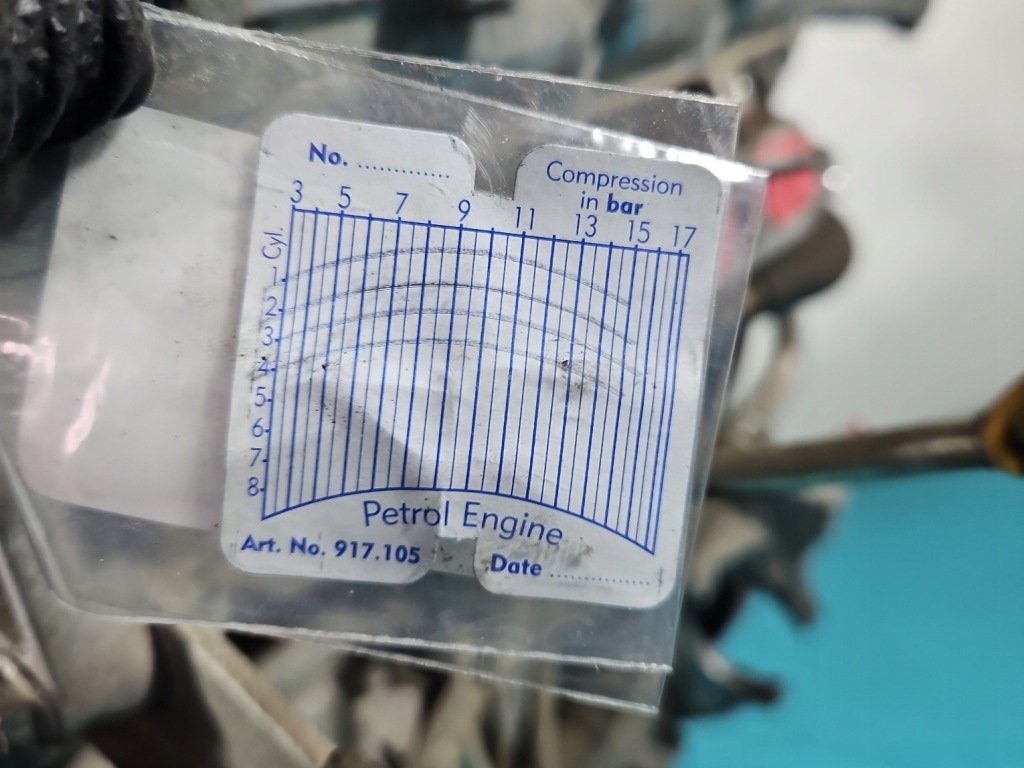 No. ..............
Compression
in bar
3 5 7 9 11 13 15 17
Cyl.
1
2
3
4
5
6
7
8
Petrol Engine
Art. No. 917.105
Date ................